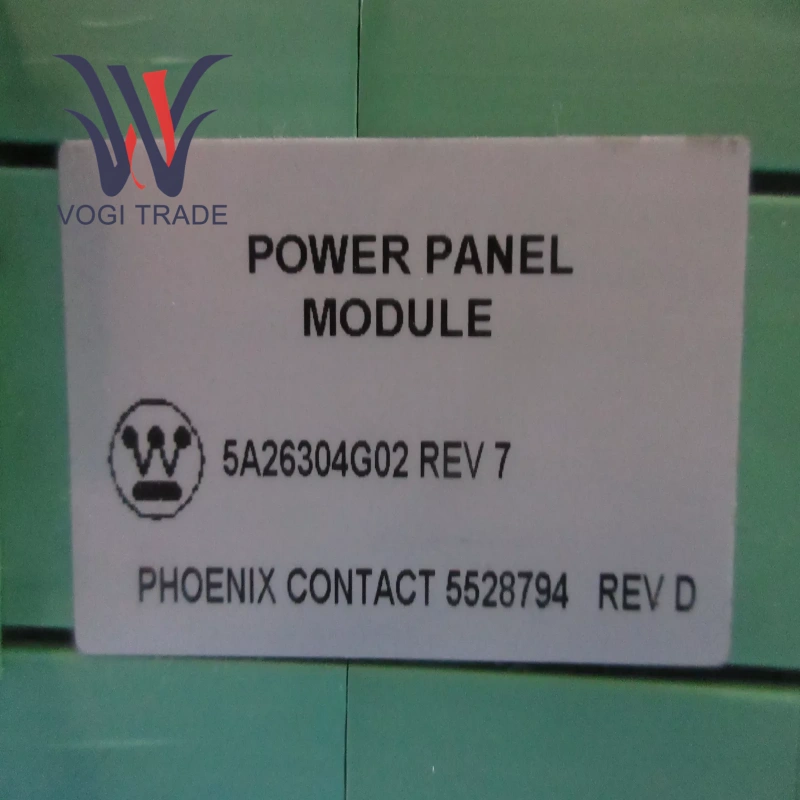 VOGI TRADE
POWER PANEL
MODULE
5A26304G02 REV 7
PHOENIX CONTACT 5528794 REV D